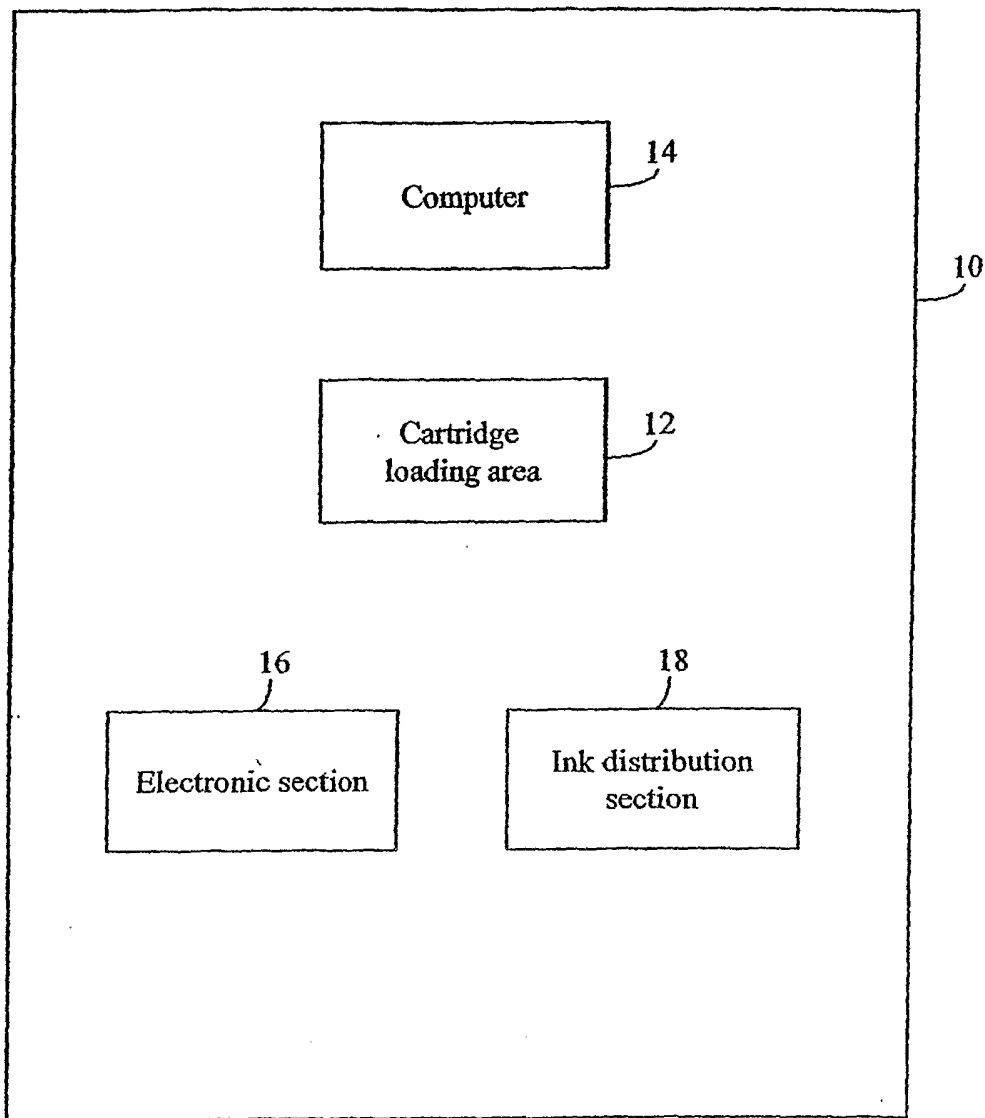 14
Computer
10
12
Cartridge
loading area
16
18
Electronic section
Ink distribution
section